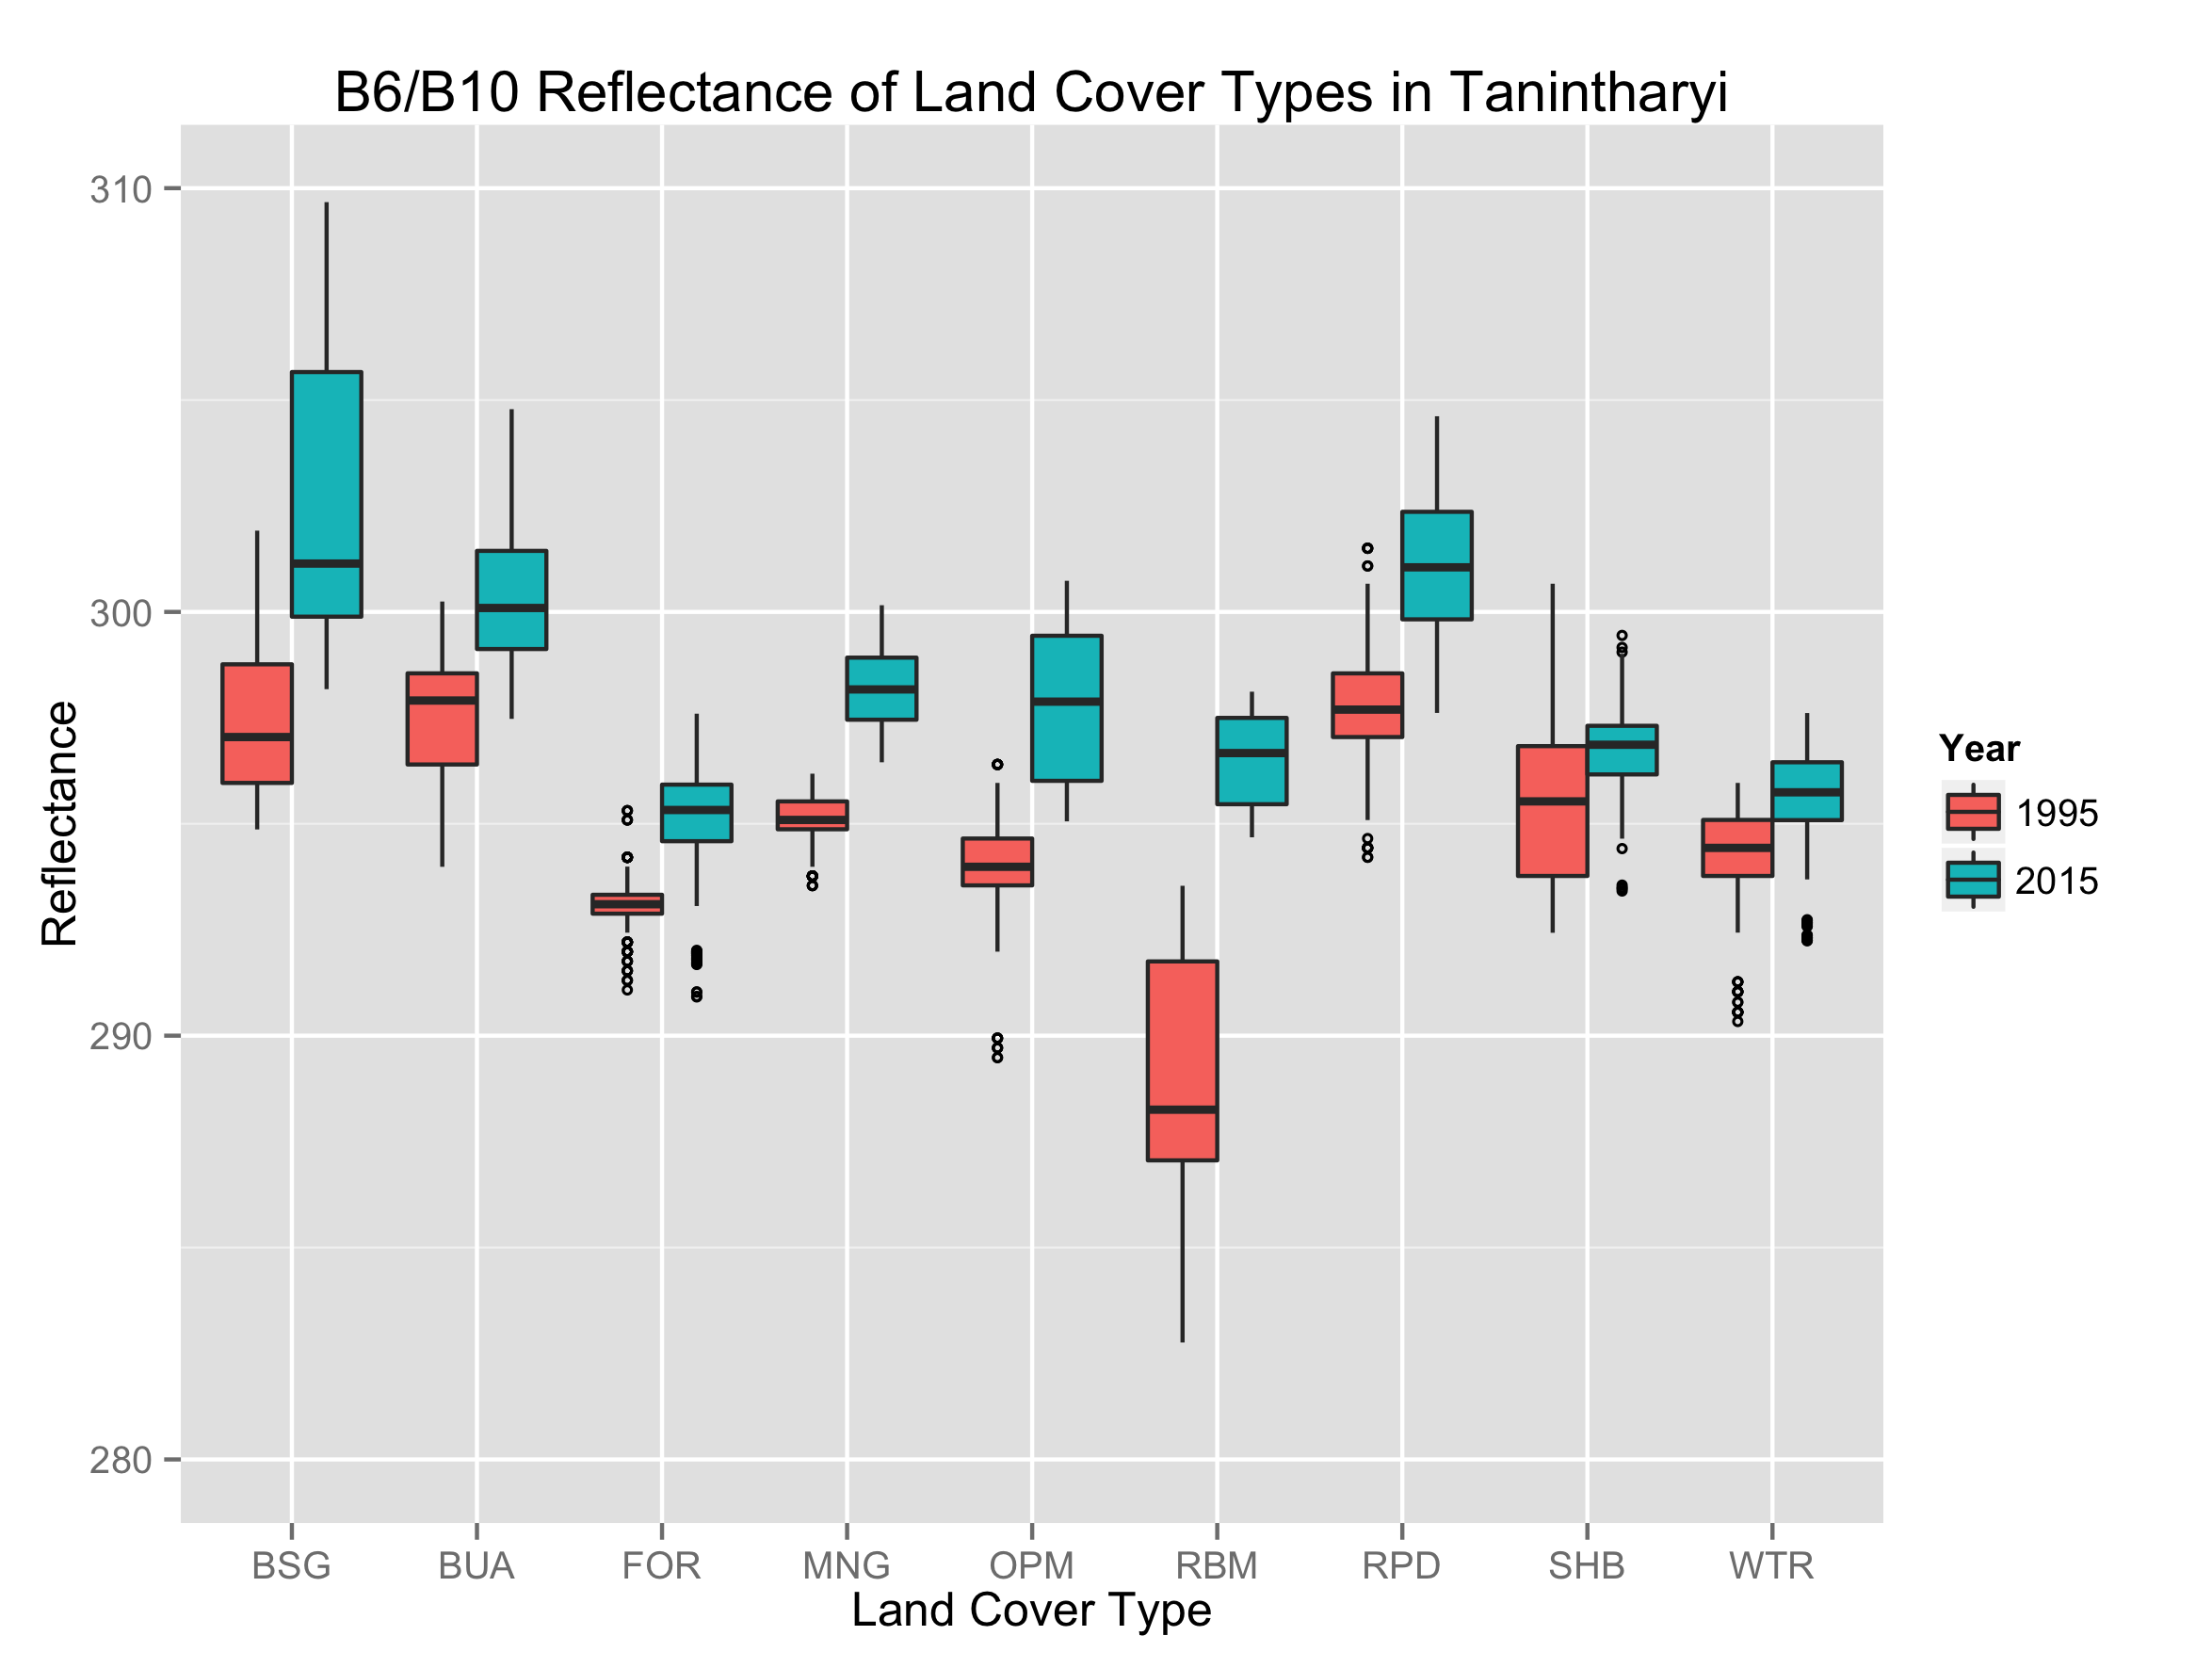 B6/B10 Reflectance of Land Cover Types in Tanintharyi
310
300
290
280
Reflectance
BSG BUA FOR MNG OPM RBM RPD SHB WTR
Land Cover Type
Year
1995
2015